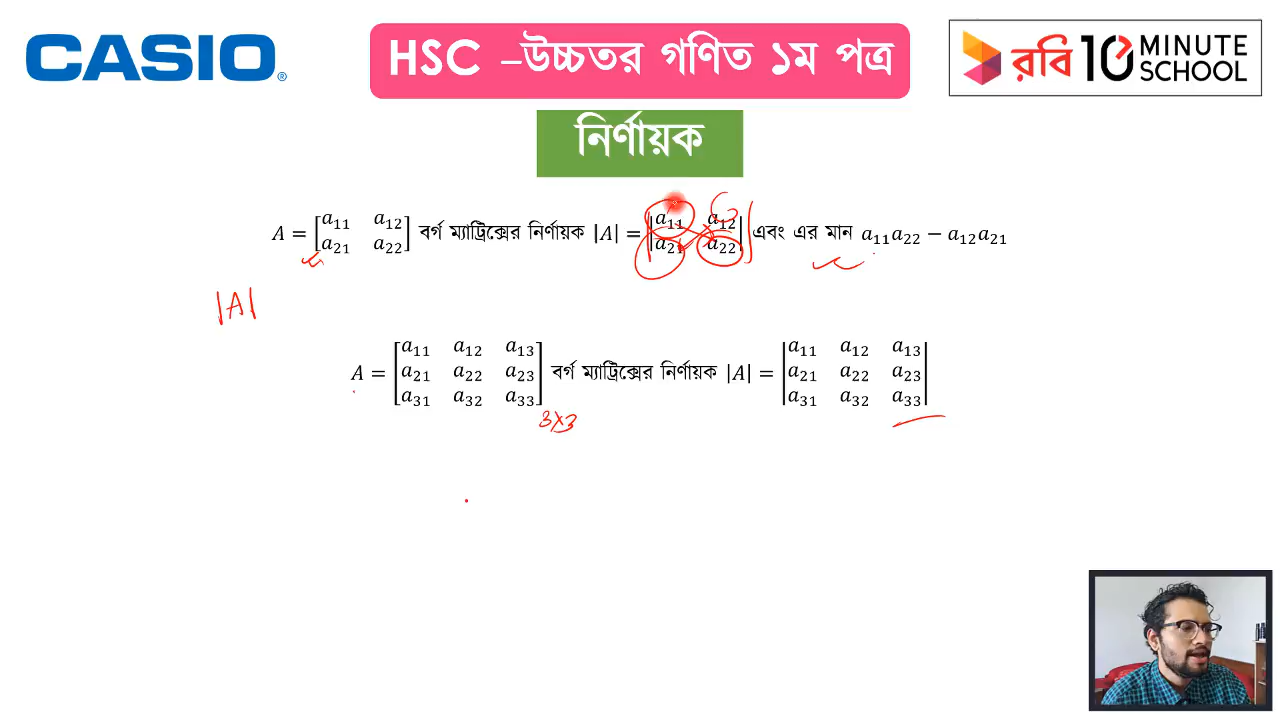 CASIO®
HSC –উচ্চতর গণিত ১ম পত্র
রবি 10 MINUTE SCHOOL
নির্ণায়ক
A = [a₁₁ a₁₂ a₂₁ a₂₂] বর্গ ম্যাট্রিক্সের নির্ণায়ক |A| = |a₁₁ a₁₂ a₂₁ a₂₂| এবং এর মান a₁₁a₂₂ − a₁₂a₂₁
|A|
A = [a₁₁ a₁₂ a₁₃ a₂₁ a₂₂ a₂₃ a₃₁ a₃₂ a₃₃] বর্গ ম্যাট্রিক্সের নির্ণায়ক |A| = |a₁₁ a₁₂ a₁₃ a₂₁ a₂₂ a₂₃ a₃₁ a₃₂ a₃₃|
3×3